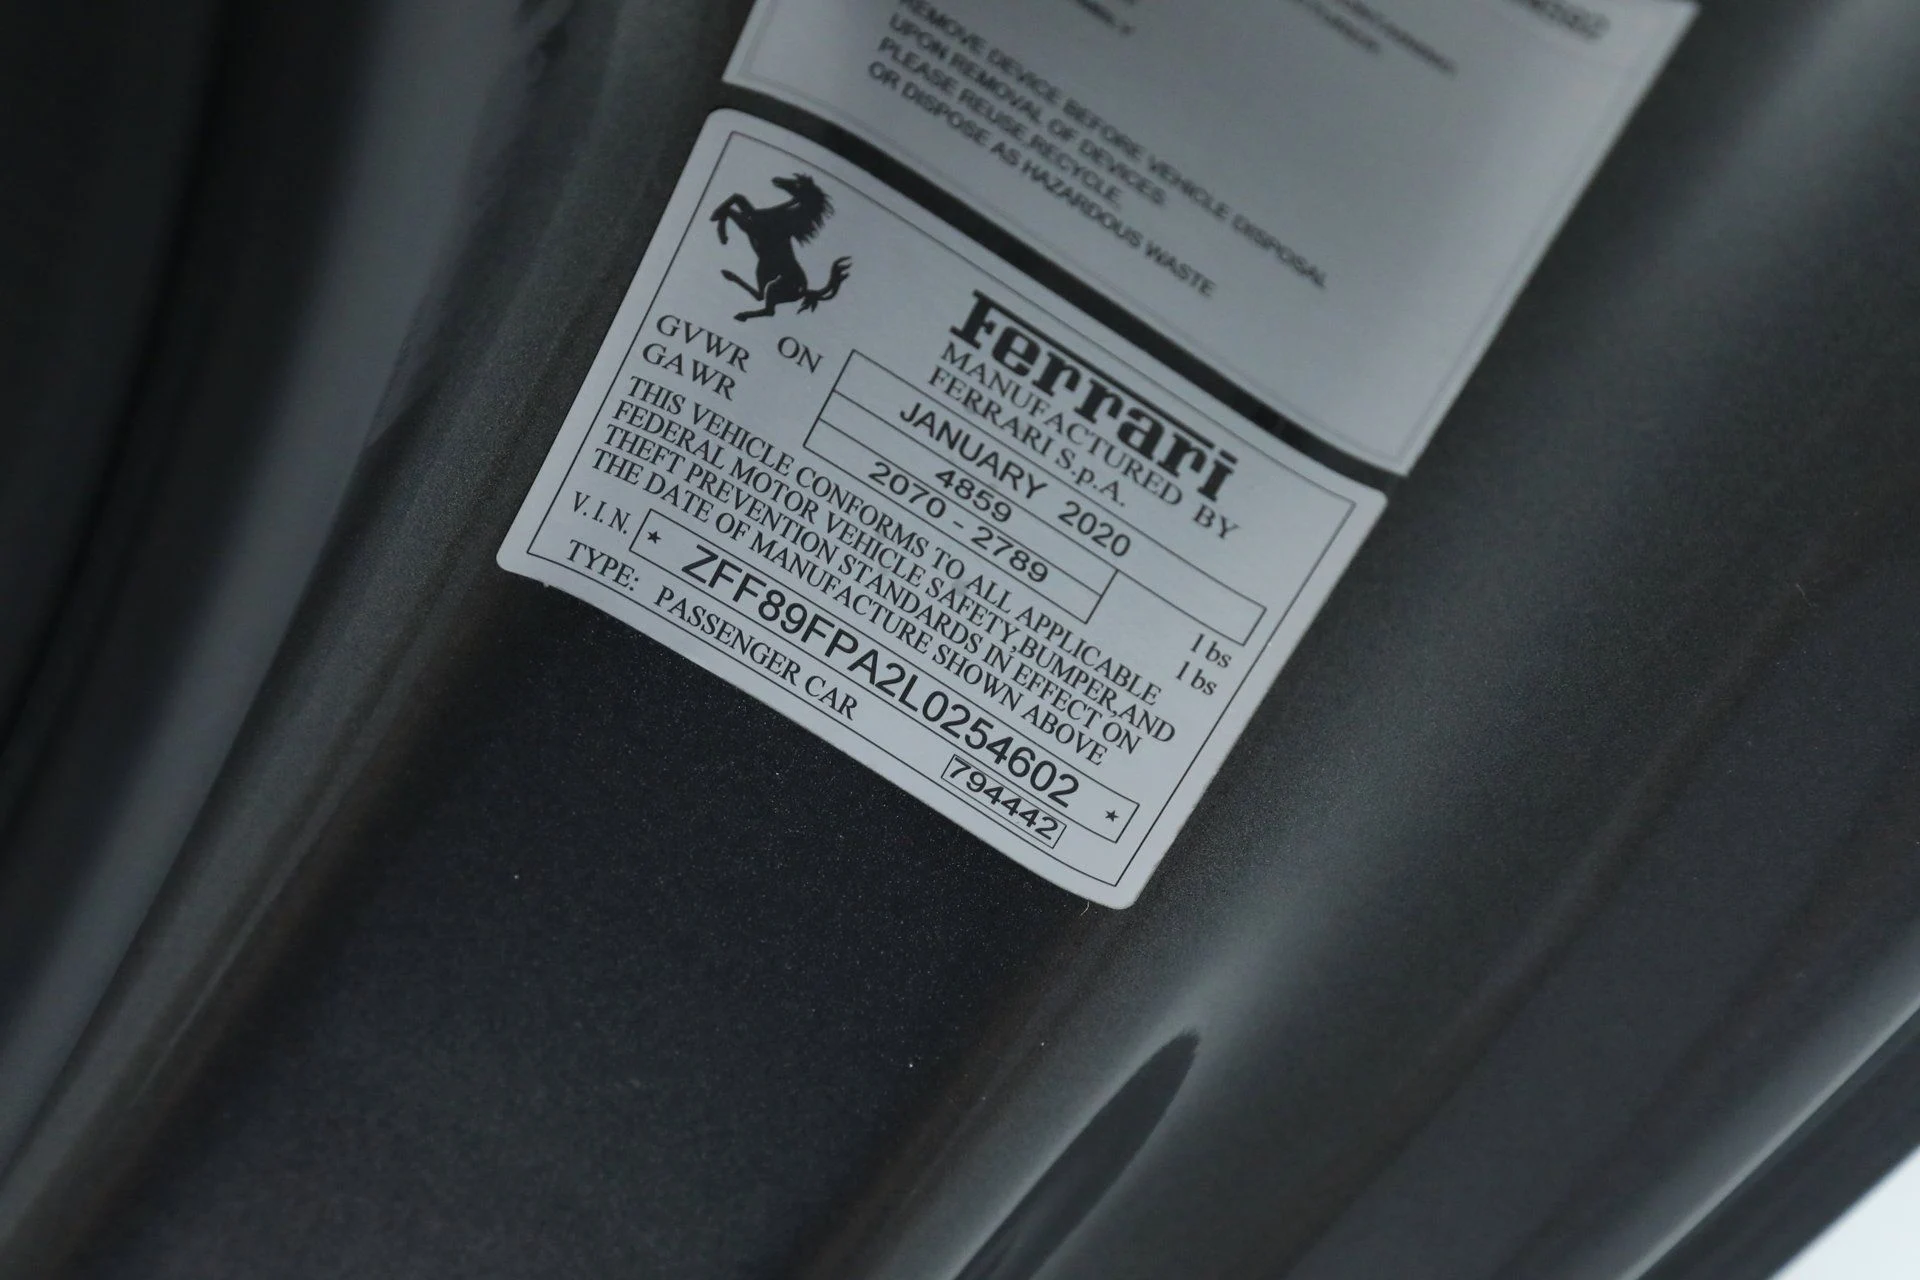 REMOVE DEVICE BEFORE VEHICLE DISPOSAL
UPON REMOVAL OF DEVICES
PLEASE REUSE,RECYCLE,
OR DISPOSE AS HAZARDOUS WASTE
Ferrari
MANUFACTURED BY
FERRARI S.p.A.
ON JANUARY 2020
GVWR 4859 lbs
GAWR 2070 - 2789 lbs
THIS VEHICLE CONFORMS TO ALL APPLICABLE
FEDERAL MOTOR VEHICLE SAFETY,BUMPER,AND
THEFT PREVENTION STANDARDS IN EFFECT ON
THE DATE OF MANUFACTURE SHOWN ABOVE
V.I.N. ★ ZFF89FPA2L0254602 ★
TYPE: PASSENGER CAR 794442